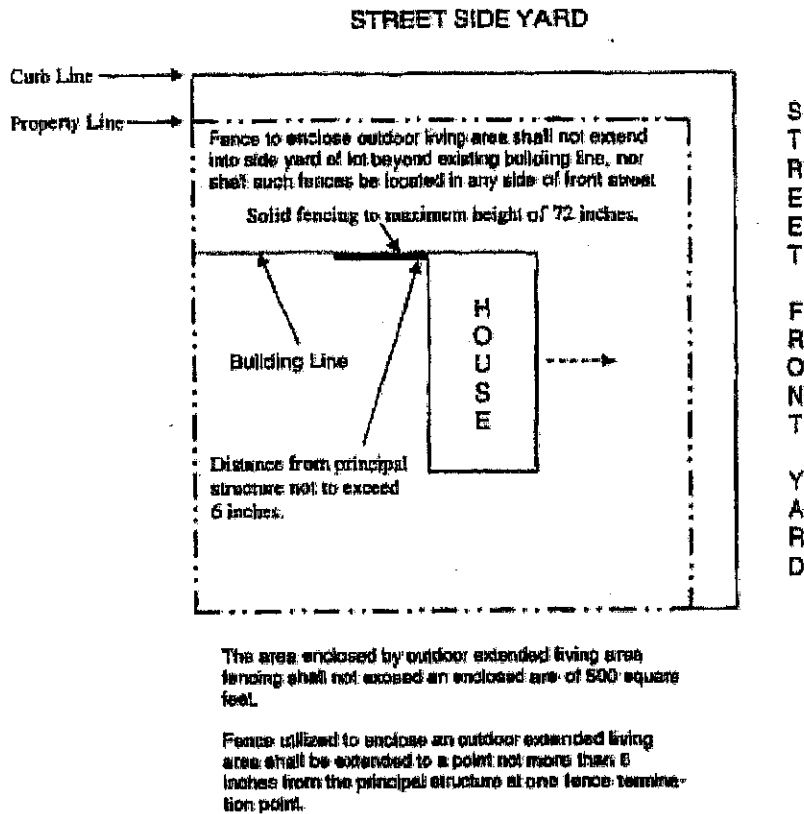 STREET SIDE YARD
Curb Line
Property Line
Fence to enclose outdoor living area shall not extend
into side yard of lot beyond existing building line, nor
shall such fences be located in any side of front street
Solid fencing to maximum height of 72 inches.
HOUSE
Building Line
Distance from principal
structure not to exceed
6 inches.
STREET FRONT YARD
The area enclosed by outdoor extended living area
fencing shall not exceed an enclosed are of 500 square
feet.
Fence utilized to enclose an outdoor extended living
area shall be extended to a point not more than 6
inches from the principal structure at one fence termina-
tion point.